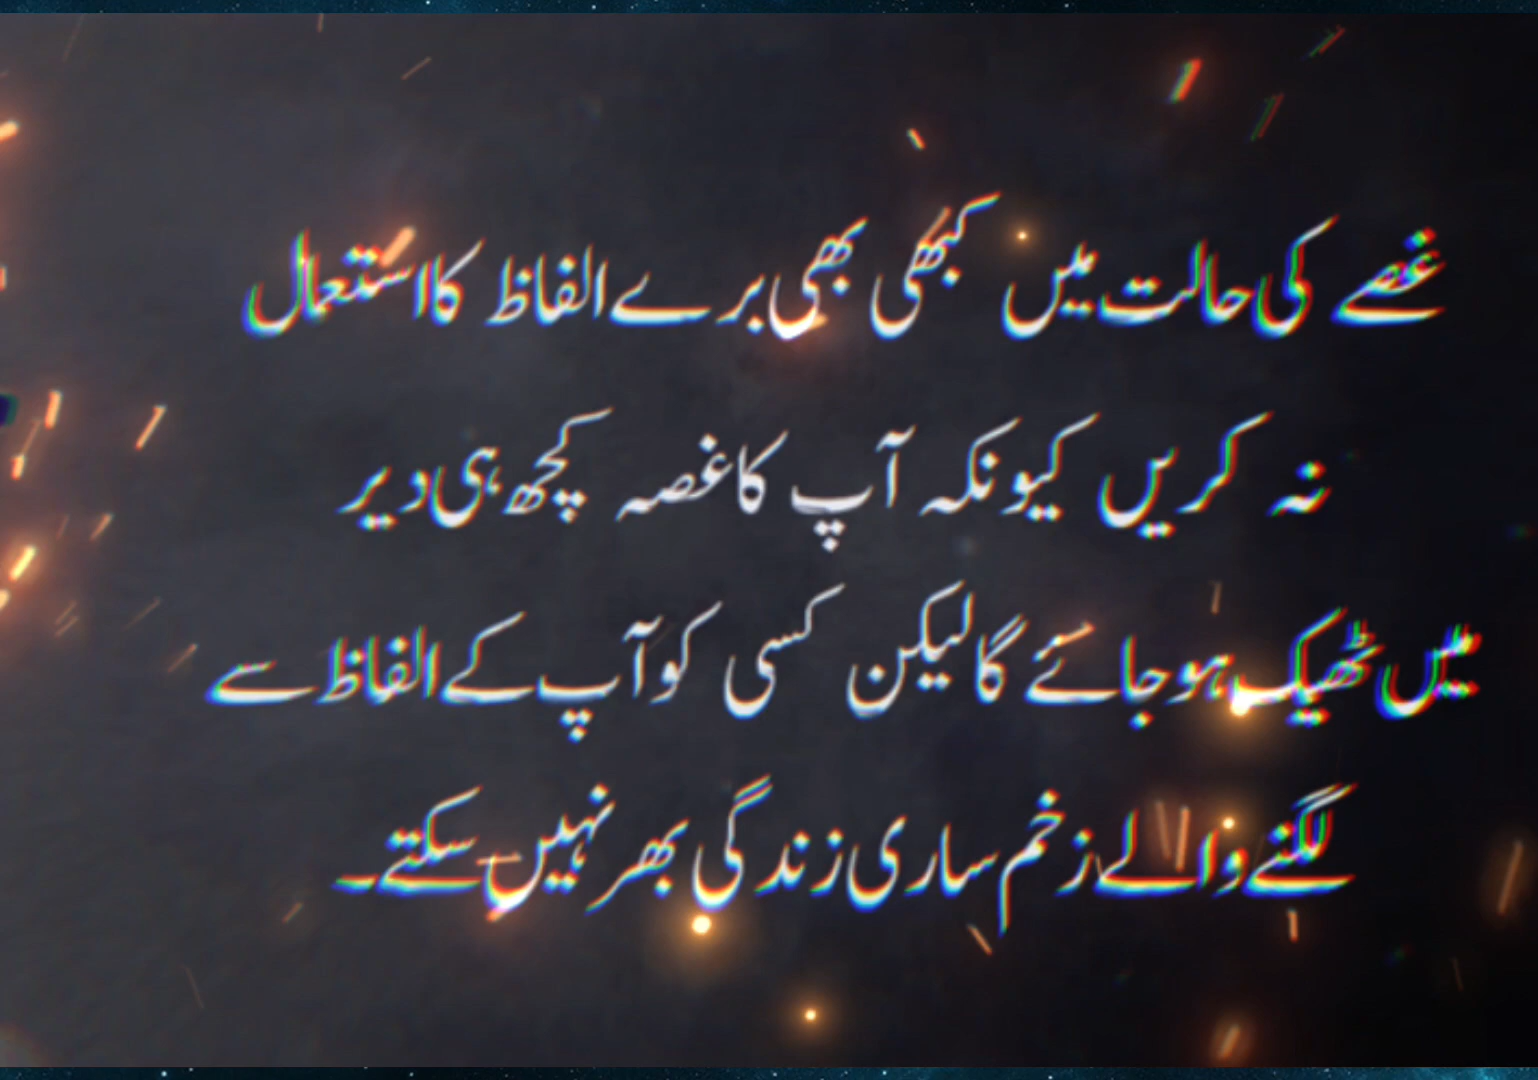 غصے کی حالت میں کبھی بھی برے الفاظ کا استعمال
نہ کریں کیونکہ آپ کا غصہ کچھ ہی دیر
میں ٹھیک ہو جائے گا لیکن کسی کو آپ کے الفاظ سے
لگنے والے زخم ساری زندگی بھر نہیں سکتے۔